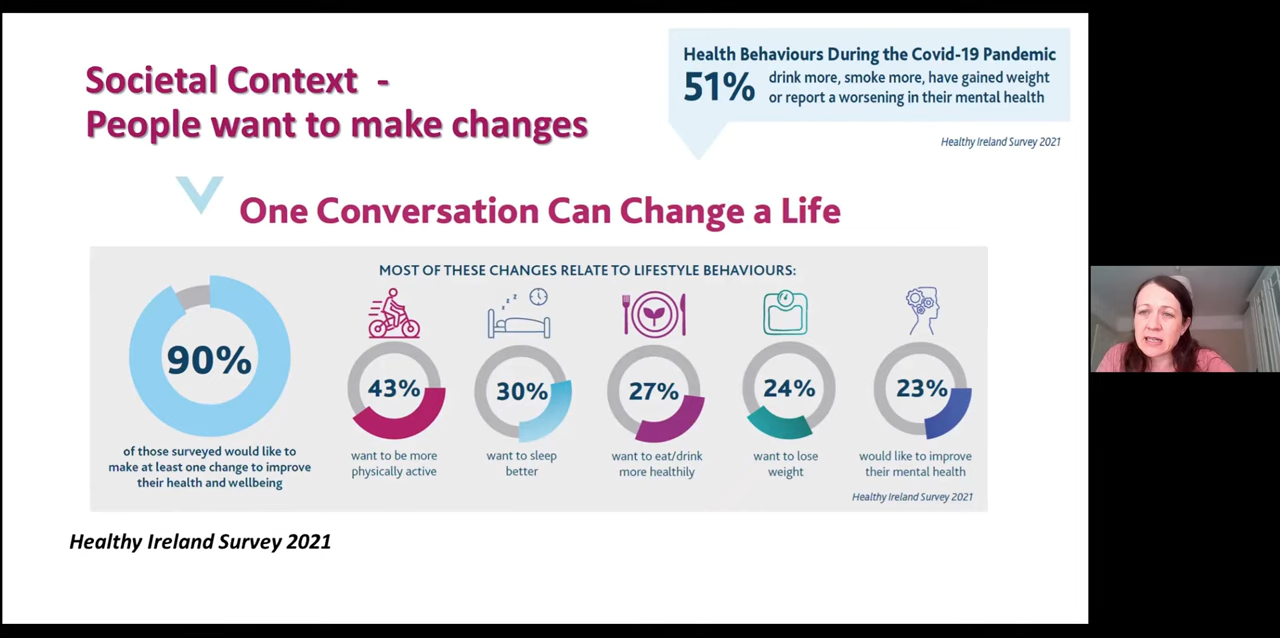 Societal Context -
People want to make changes
Health Behaviours During the Covid-19 Pandemic
51%
drink more, smoke more, have gained weight
or report a worsening in their mental health
Healthy Ireland Survey 2021
One Conversation Can Change a Life
MOST OF THESE CHANGES RELATE TO LIFESTYLE BEHAVIOURS:
90%
of those surveyed would like to
make at least one change to improve
their health and wellbeing
43%
want to be more
physically active
z z z
30%
want to sleep
better
27%
want to eat/drink
more healthily
24%
want to lose
weight
23%
would like to improve
their mental health
Healthy Ireland Survey 2021
Healthy Ireland Survey 2021